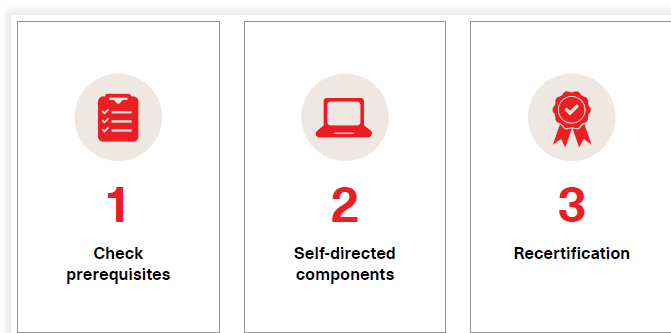 1
Check
prerequisites
2
Self-directed
components
3
Recertification